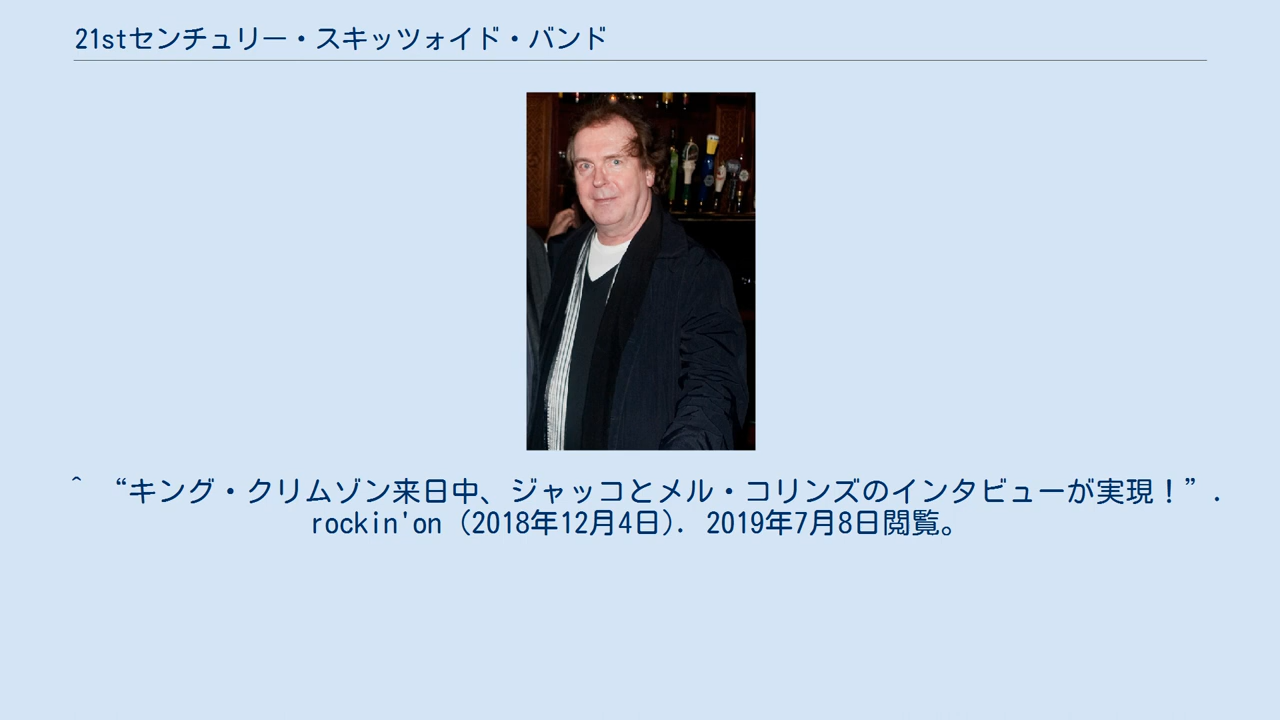 21stセンチュリー・スキッツォイド・バンド
^ “キング・クリムゾン来日中、ジャッコとメル・コリンズのインタビューが実現！”.
rockin'on (2018年12月4日). 2019年7月8日閲覧。